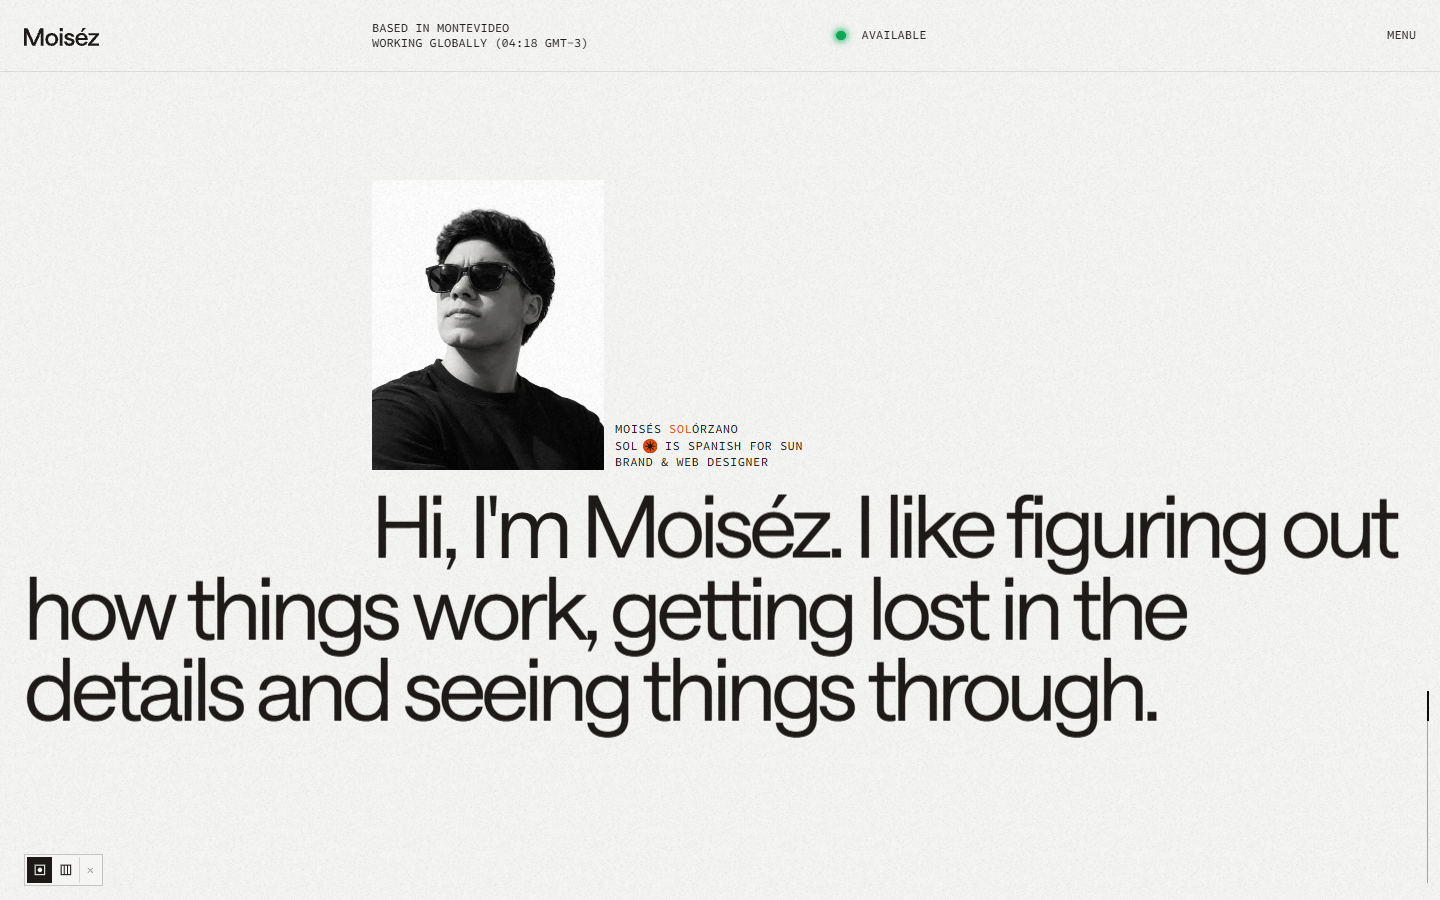 Moiséz
BASED IN MONTEVIDEO
WORKING GLOBALLY (04:18 GMT-3)
AVAILABLE
MENU
MOISÉS SOLÓRZANO
SOL IS SPANISH FOR SUN
BRAND & WEB DESIGNER
Hi, I'm Moiséz. I like figuring out
how things work, getting lost in the
details and seeing things through.